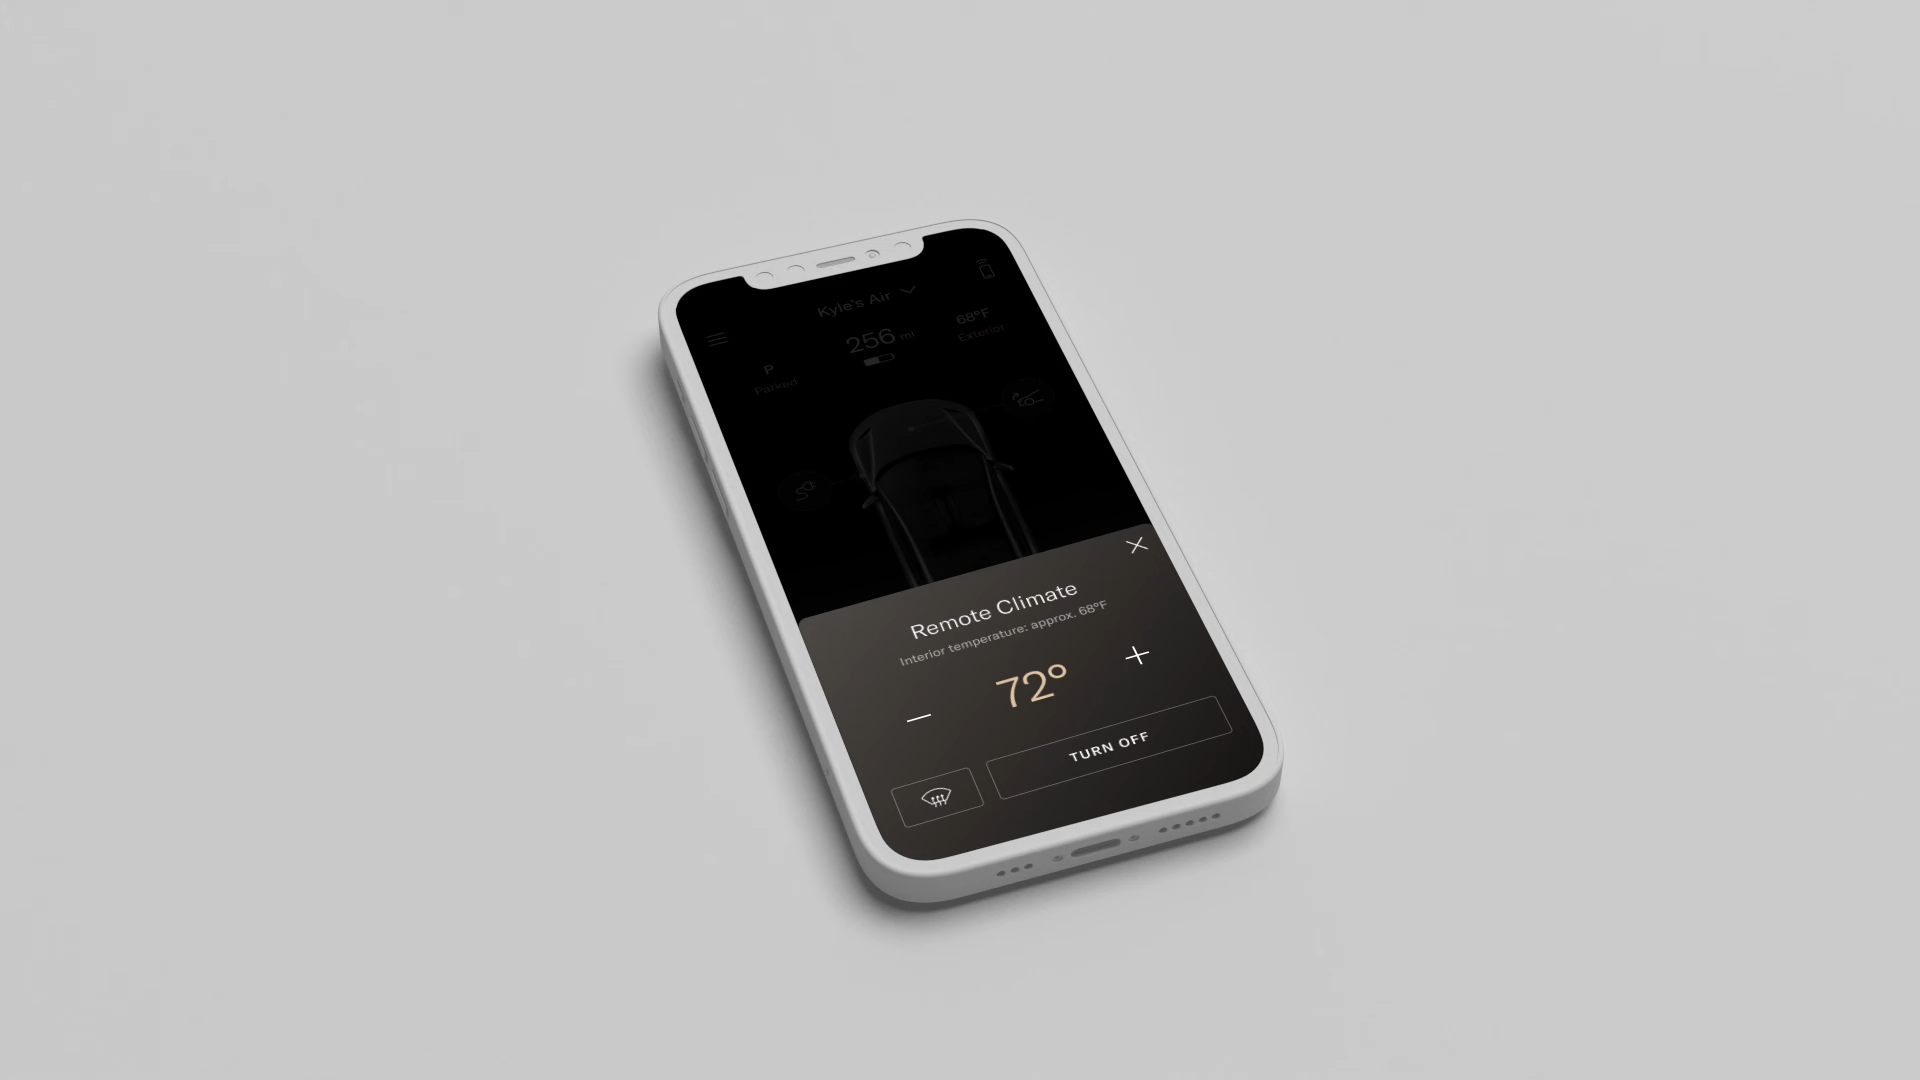 Kyle's Air
256 mi
68°F
Exterior
P
Parked
Remote Climate
Interior temperature: approx. 68°F
72°
TURN OFF